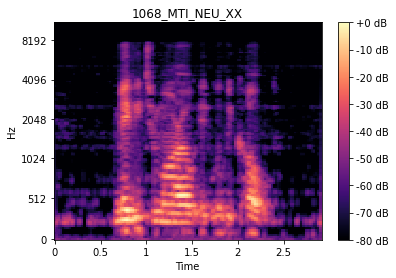 1068_MTI_NEU_XX
+0 dB
8192
-10 dB
4096
-20 dB
-30 dB
2048
Hz
-40 dB
1024
-50 dB
512
-60 dB
-70 dB
0
-80 dB
0 0.5 1 1.5 2 2.5
Time